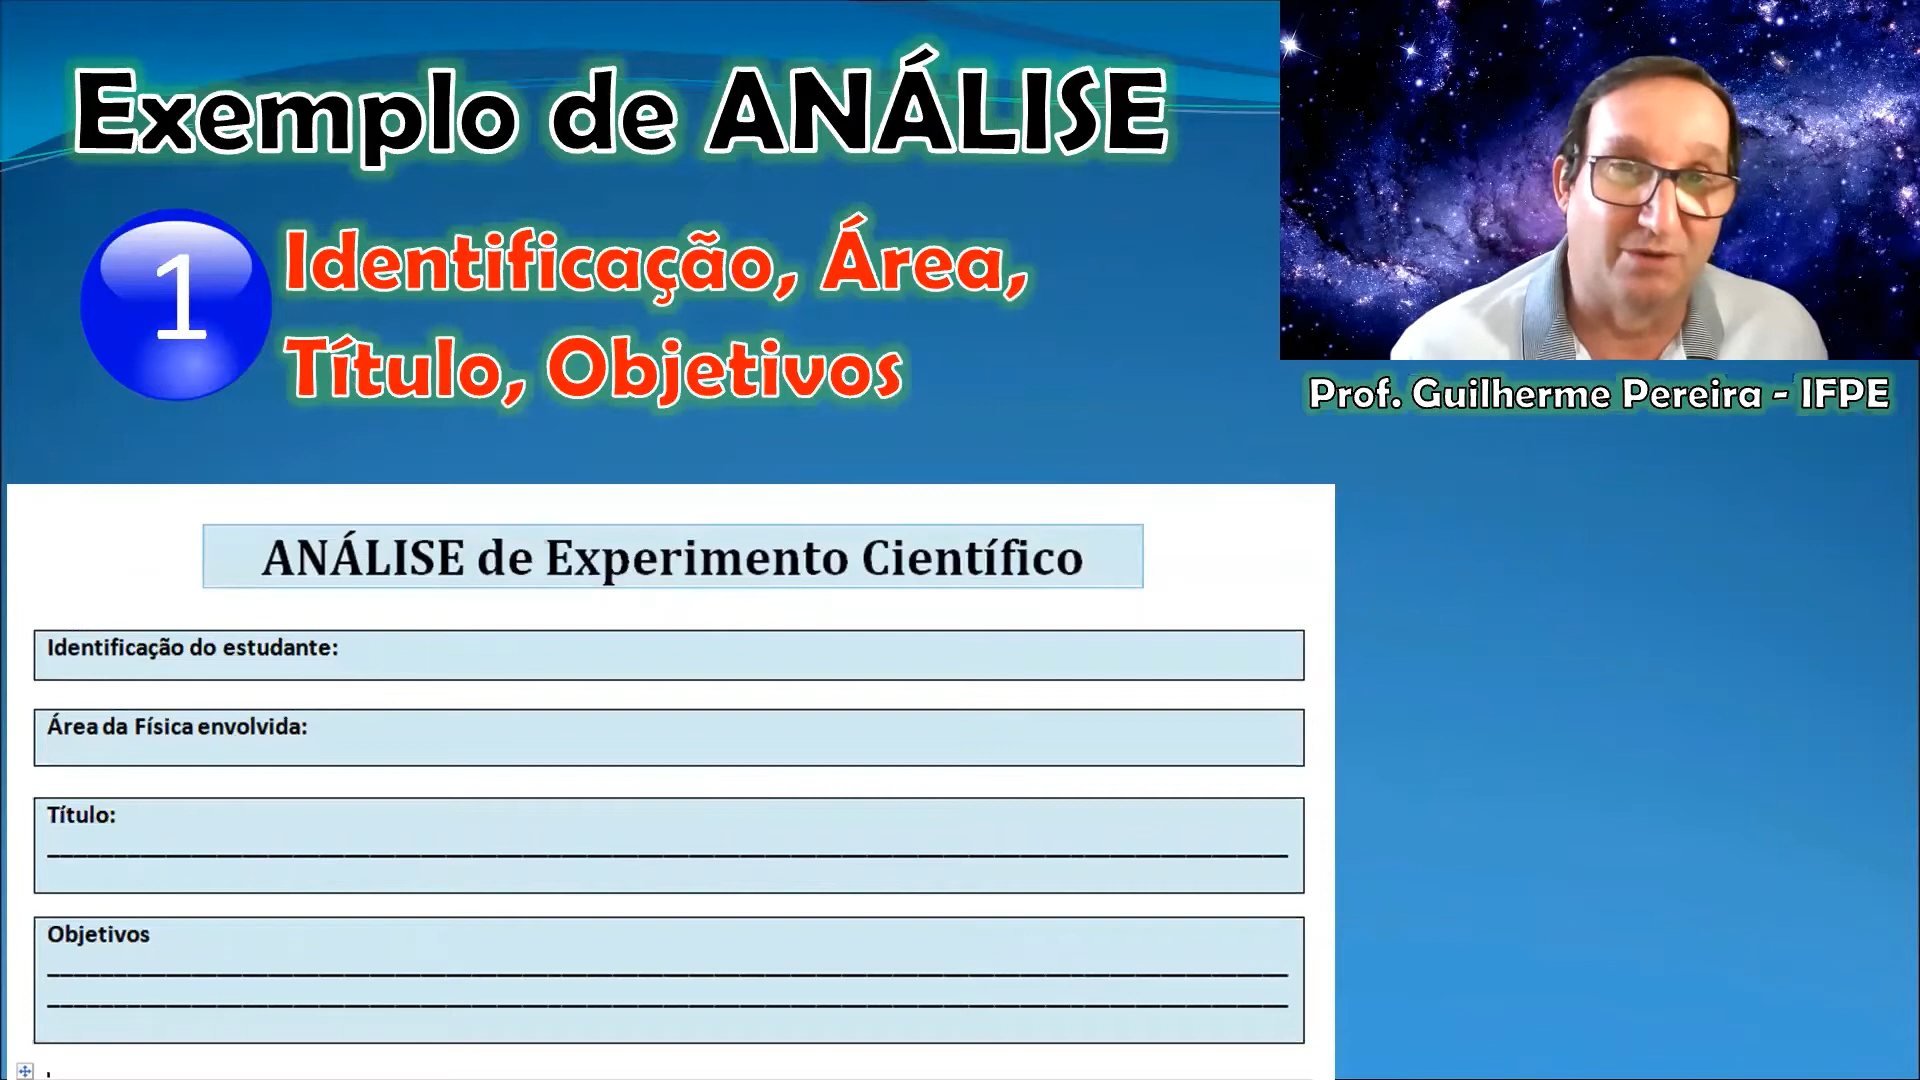 Exemplo de ANÁLISE
1
Identificação, Área,
Título, Objetivos
Prof. Guilherme Pereira - IFPE
ANÁLISE de Experimento Científico
Identificação do estudante:
Área da Física envolvida:
Título:
Objetivos